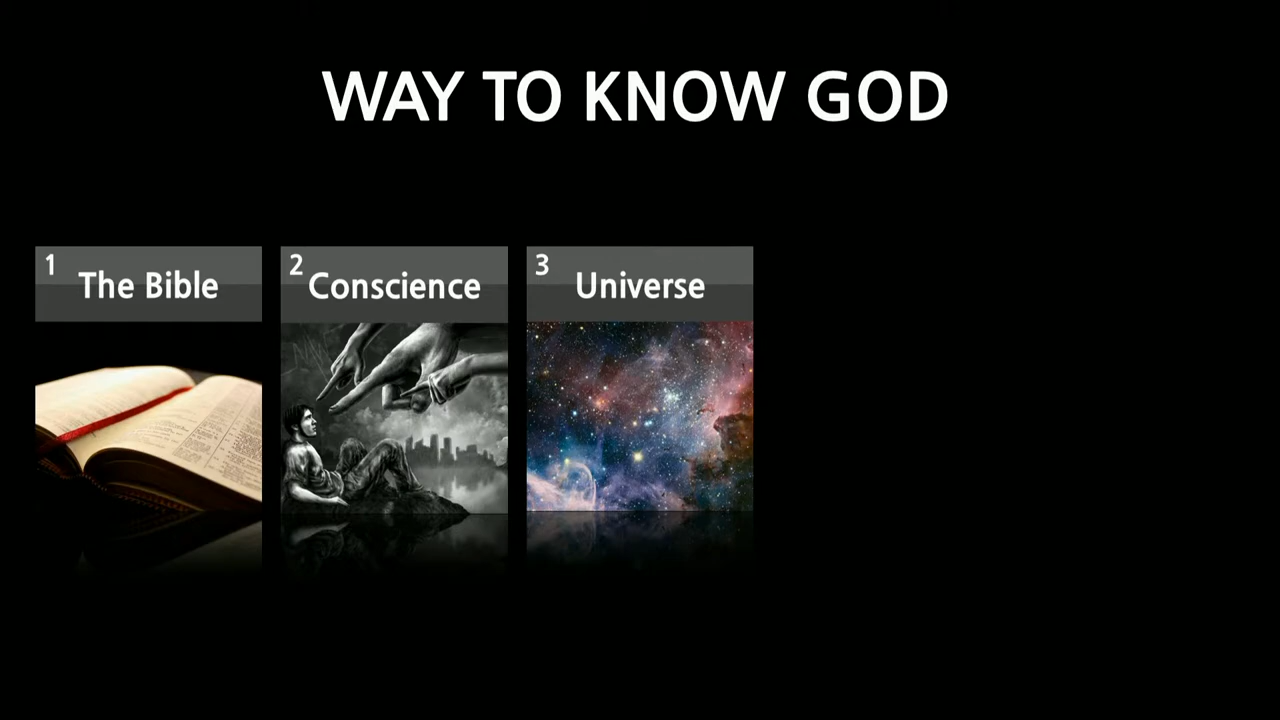 WAY TO KNOW GOD
1
The Bible
2
Conscience
3
Universe